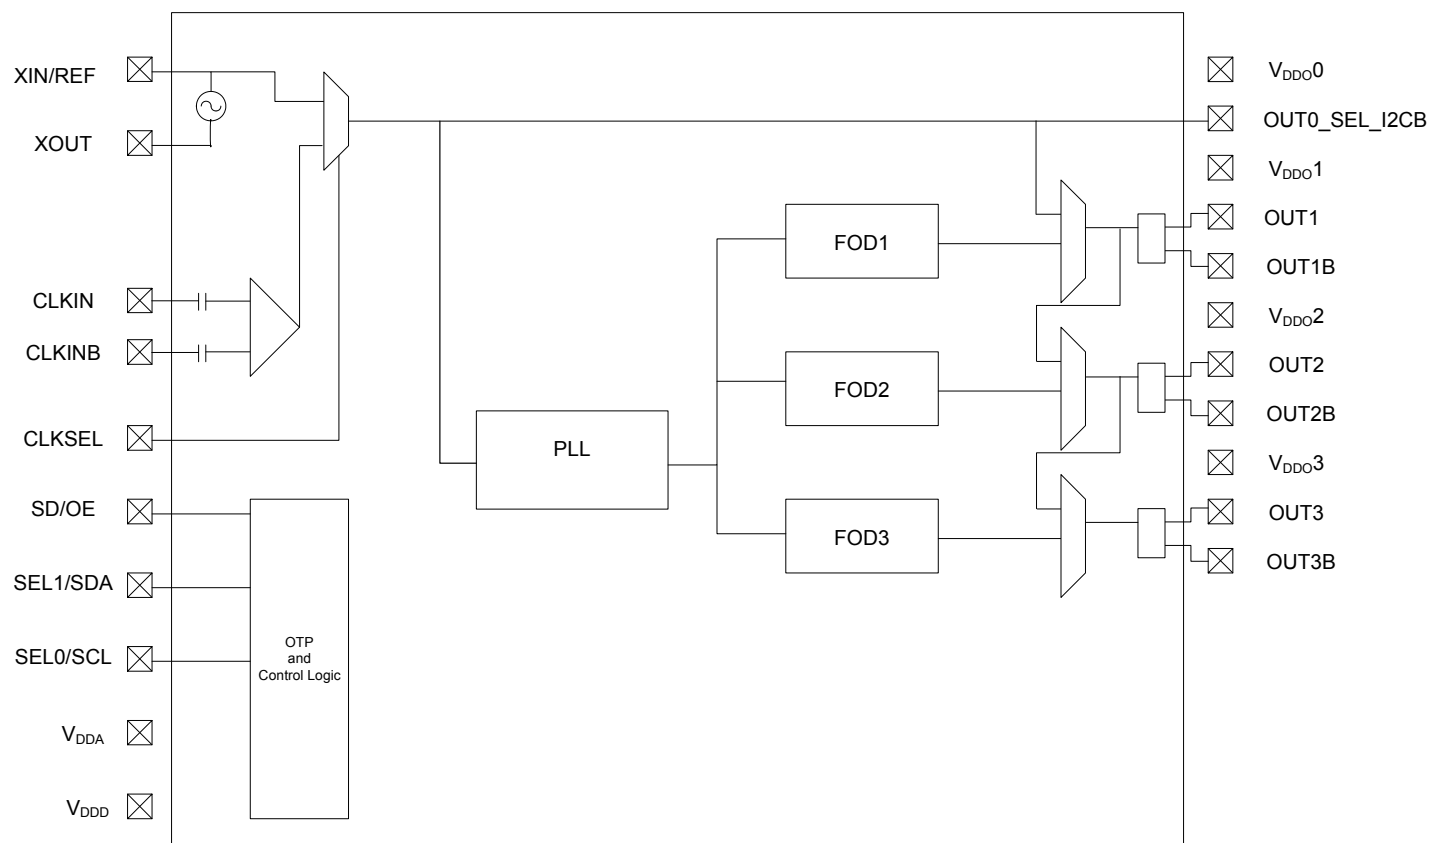 XIN/REF
XOUT
CLKIN
CLKINB
CLKSEL
SD/OE
SEL1/SDA
SEL0/SCL
VDDA
VDDD
OTP
and
Control Logic
PLL
FOD1
FOD2
FOD3
VDDO0
OUT0_SEL_I2CB
VDDO1
OUT1
OUT1B
VDDO2
OUT2
OUT2B
VDDO3
OUT3
OUT3B